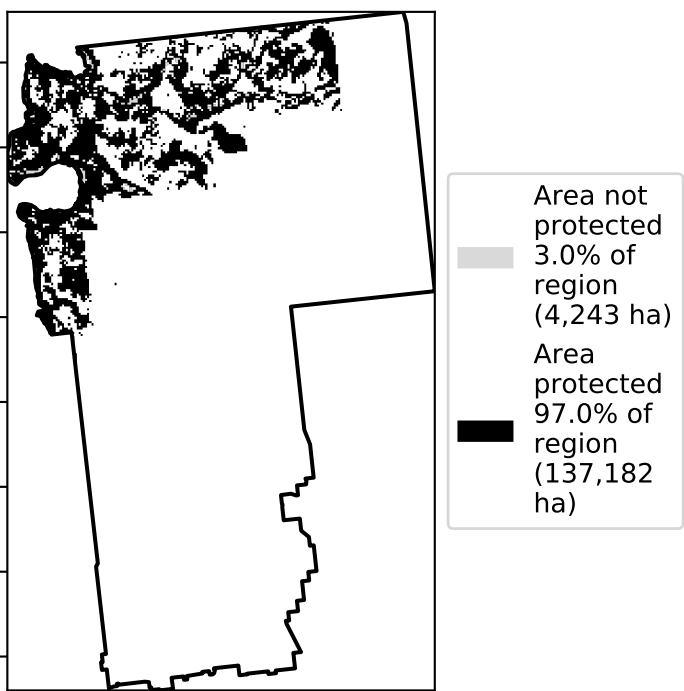 Area not
protected
3.0% of
region
(4,243 ha)
Area
protected
97.0% of
region
(137,182
ha)